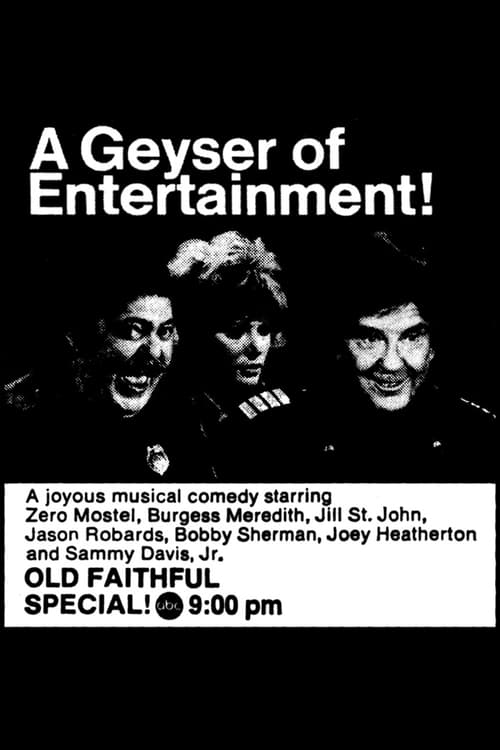 A Geyser of
Entertainment!
A joyous musical comedy starring
Zero Mostel, Burgess Meredith, Jill St. John,
Jason Robards, Bobby Sherman, Joey Heatherton
and Sammy Davis, Jr.
OLD FAITHFUL
SPECIAL! abc 9:00 pm